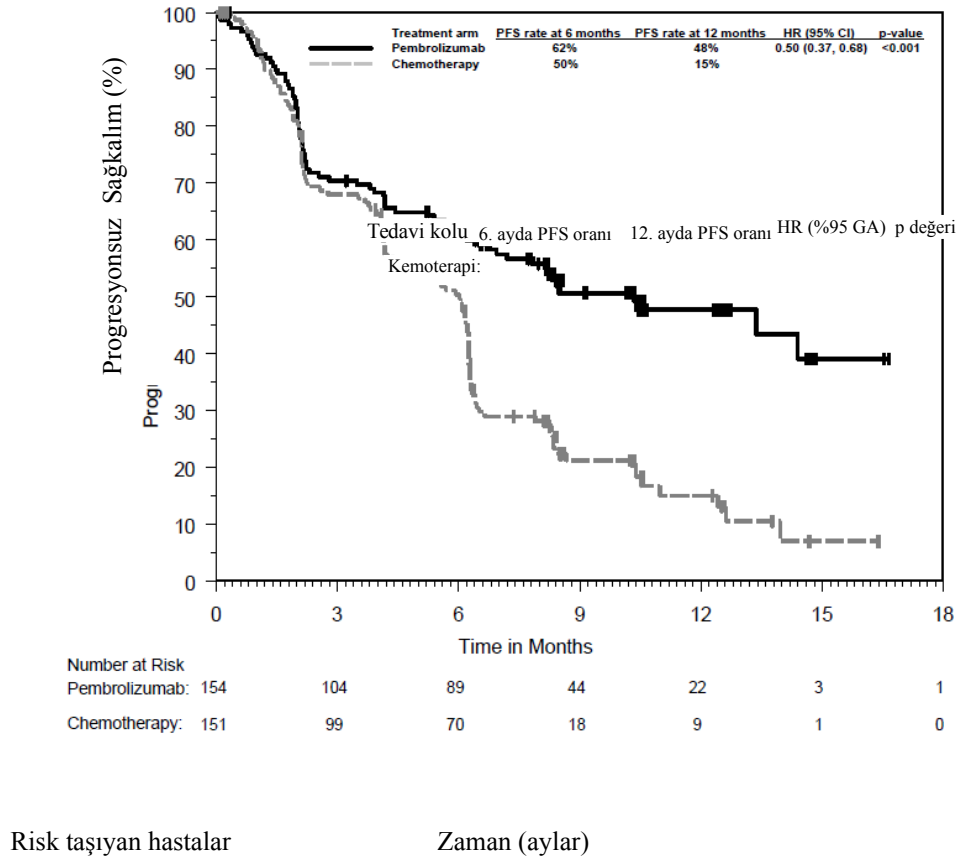 Treatment arm PFS rate at 6 months PFS rate at 12 months HR (95% CI) p-value
Pembrolizumab 62% 48% 0.50 (0.37, 0.68) <0.001
Chemotherapy 50% 15%
Progresyonsuz Sağkalım (%)
Progı
100
90
80
70
60
50
40
30
20
10
0
Tedavi kolu 6. ayda PFS oranı 12. ayda PFS oranı HR (%95 GA) p değeri
Kemoterapi:
0 3 6 9 12 15 18
Time in Months
Number at Risk
Pembrolizumab: 154 104 89 44 22 3 1
Chemotherapy: 151 99 70 18 9 1 0
Risk taşıyan hastalar Zaman (aylar)